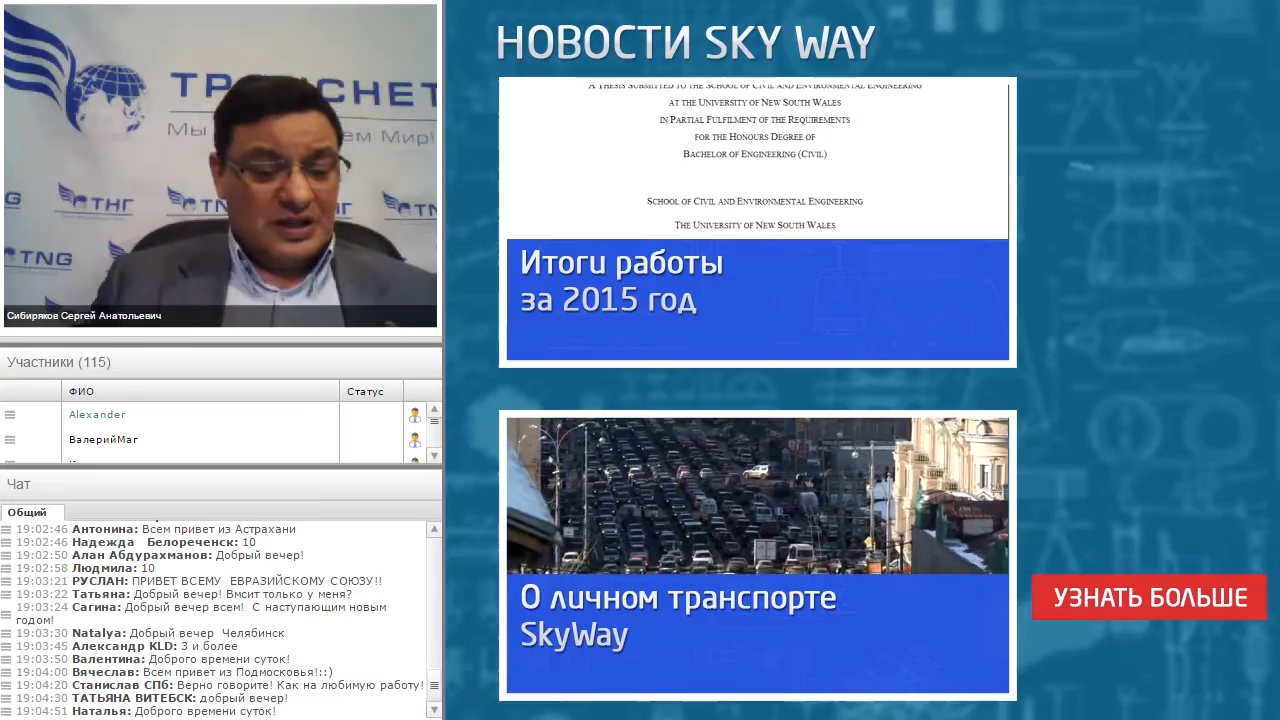 ТРАНСНЕТ
Мы
ем Мир!
ТНГ
TNG
Сибиряков Сергей Анатольевич
Участники (115)
ФИО
Статус
Alexander
ВалерийМаг
Чат
Общий
19:02:46 Антонина: Всем привет из Астрахани
19:02:46 Надежда Белореченск: 10
19:02:50 Алан Абдурахманов: Добрый вечер!
19:02:58 Людмила: 10
19:03:21 РУСЛАН: ПРИВЕТ ВСЕМУ ЕВРАЗИЙСКОМУ СОЮЗУ!!
19:03:22 Татьяна: Добрый вечер! Вмсит только у меня?
19:03:24 Сагина: Добрый вечер всем! С наступающим новым
годом!
19:03:30 Natalya: Добрый вечер Челябинск
19:03:45 Александр KLD: 3 и более
19:03:50 Валентина: Доброго времени суток!
19:04:00 Вячеслав: Всем привет из Подмосковья!::)
19:04:20 Станислав СПб: Верно говорите! Как на любимую работу!
19:04:30 ТАТЬЯНА ВИТЕБСК: добрый вечер!
19:04:51 Наталья: Доброго времени суток!
НОВОСТИ SKY WAY
A THESIS SUBMITTED TO THE SCHOOL OF CIVIL AND ENVIRONMENTAL ENGINEERING
AT THE UNIVERSITY OF NEW SOUTH WALES
IN PARTIAL FULFILMENT OF THE REQUIREMENTS
FOR THE HONOURS DEGREE OF
BACHELOR OF ENGINEERING (CIVIL)
SCHOOL OF CIVIL AND ENVIRONMENTAL ENGINEERING
THE UNIVERSITY OF NEW SOUTH WALES
Итоги работы
за 2015 год
О личном транспорте
SkyWay
УЗНАТЬ БОЛЬШЕ